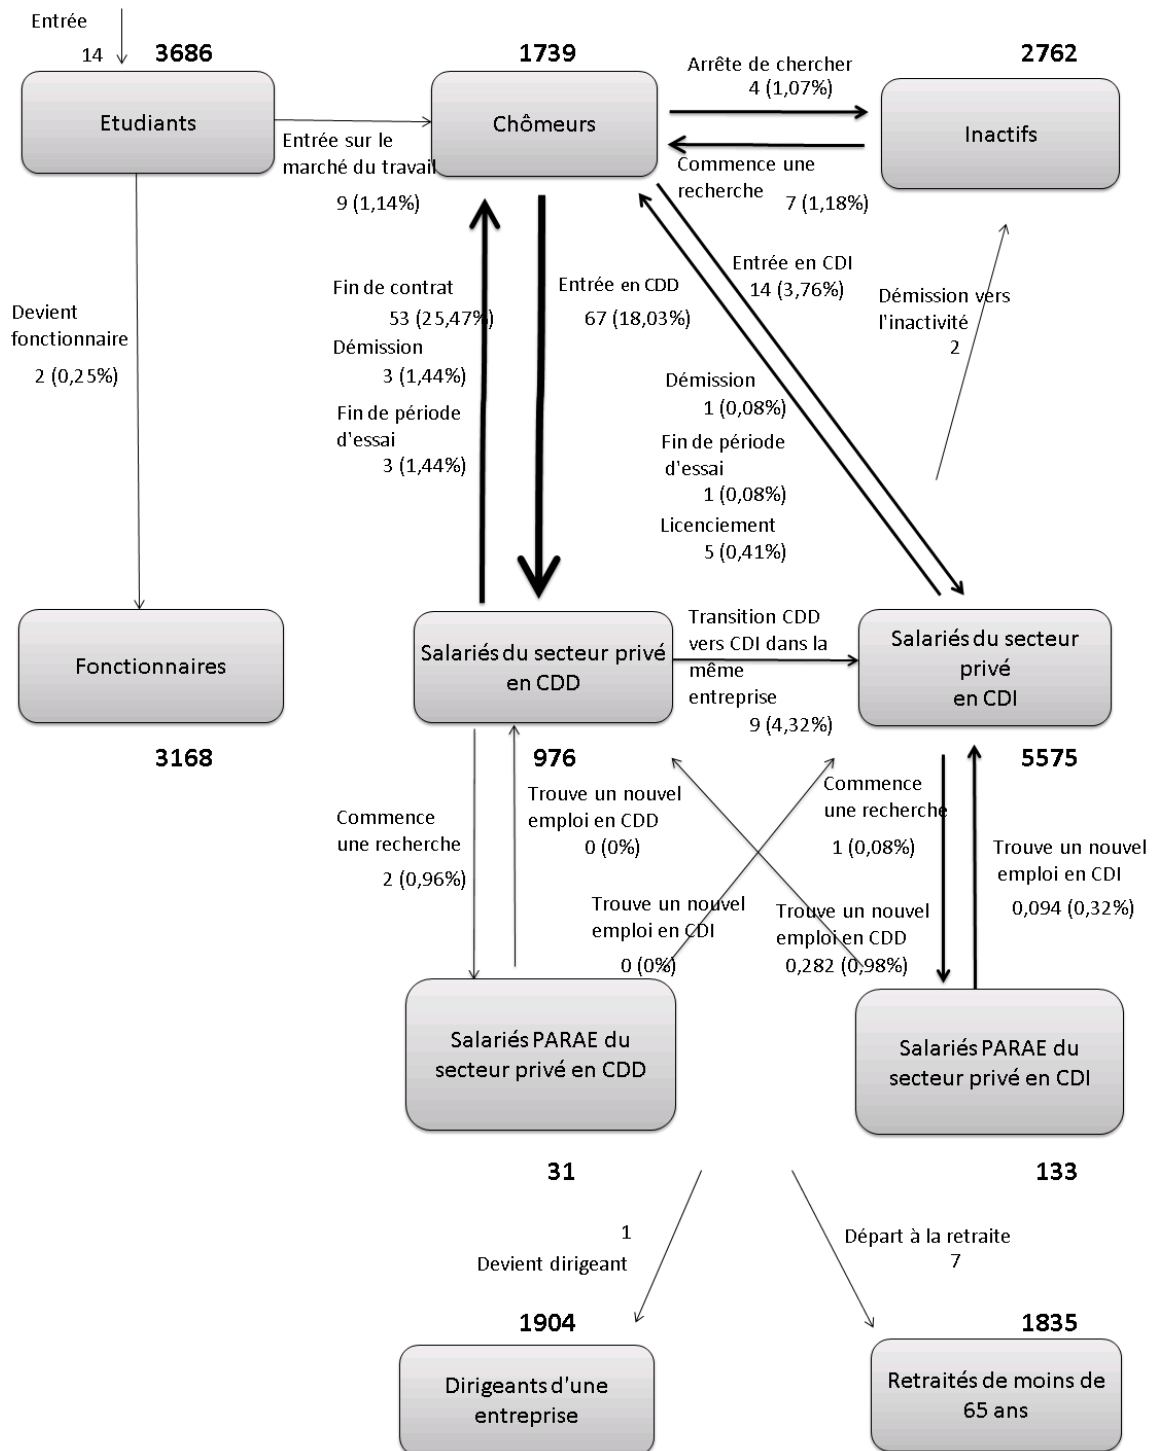 Entrée
14
3686
Etudiants
1739
Chômeurs
2762
Inactifs
Arrête de chercher
4 (1,07%)
Entrée sur le
marché du travail
9 (1,14%)
Commence une
recherche
7 (1,18%)
Devient
fonctionnaire
2 (0,25%)
Fin de contrat
53 (25,47%)
Démission
3 (1,44%)
Fin de période
d'essai
3 (1,44%)
Entrée en CDD
67 (18,03%)
Entrée en CDI
14 (3,76%)
Démission vers
l'inactivité
2
Démission
1 (0,08%)
Fin de période
d'essai
1 (0,08%)
Licenciement
5 (0,41%)
Fonctionnaires
3168
Salariés du secteur privé
en CDD
976
Transition CDD
vers CDI dans la
même
entreprise
9 (4,32%)
Salariés du secteur
privé
en CDI
5575
Commence
une recherche
2 (0,96%)
Trouve un nouvel
emploi en CDD
0 (0%)
Commence
une recherche
1 (0,08%)
Trouve un nouvel
emploi en CDI
0,094 (0,32%)
Trouve un nouvel
emploi en CDI
0 (0%)
Trouve un nouvel
emploi en CDD
0,282 (0,98%)
Salariés PARAE du
secteur privé en CDD
31
Salariés PARAE du
secteur privé en CDI
133
1
Devient dirigeant
Départ à la retraite
7
1904
Dirigeants d'une
entreprise
1835
Retraités de moins de
65 ans